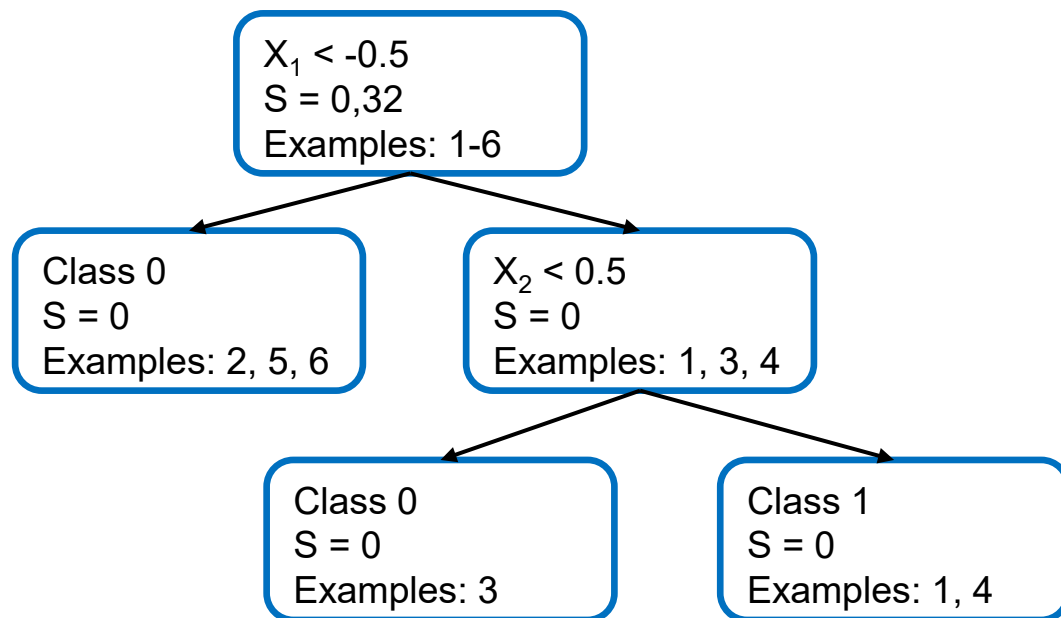 X₁ < -0.5
S = 0,32
Examples: 1-6
Class 0
S = 0
Examples: 2, 5, 6
X₂ < 0.5
S = 0
Examples: 1, 3, 4
Class 0
S = 0
Examples: 3
Class 1
S = 0
Examples: 1, 4